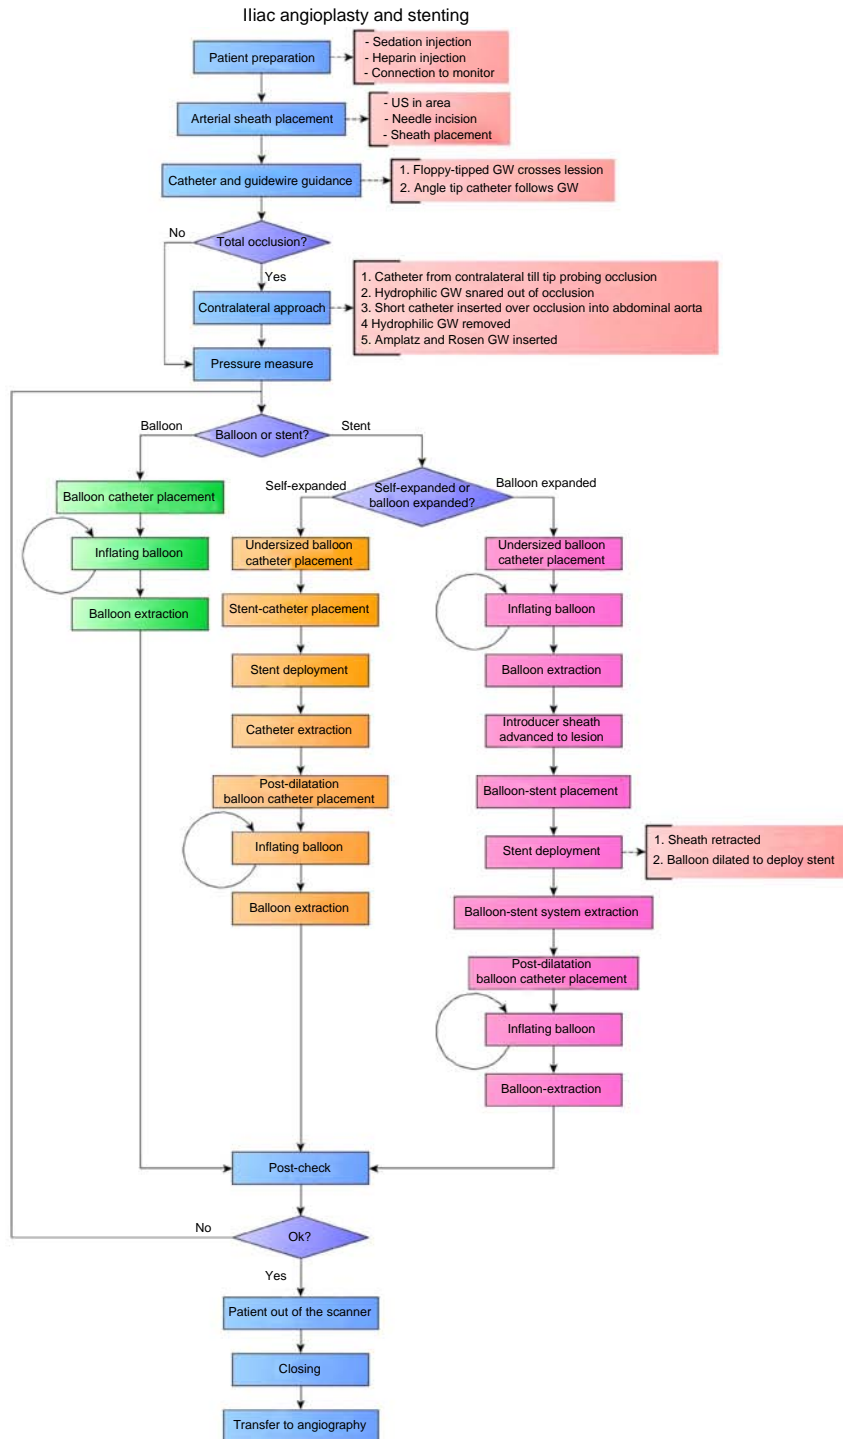 Iliac angioplasty and stenting
Patient preparation
- Sedation injection
- Heparin injection
- Connection to monitor
Arterial sheath placement
- US in area
- Needle incision
- Sheath placement
Catheter and guidewire guidance
1. Floppy-tipped GW crosses lession
2. Angle tip catheter follows GW
No
Total occlusion?
Yes
Contralateral approach
1. Catheter from contralateral till tip probing occlusion
2. Hydrophilic GW snared out of occlusion
3. Short catheter inserted over occlusion into abdominal aorta
4 Hydrophilic GW removed
5. Amplatz and Rosen GW inserted
Pressure measure
Balloon
Balloon or stent?
Stent
Balloon catheter placement
Inflating balloon
Balloon extraction
Self-expanded
Self-expanded or
balloon expanded?
Balloon expanded
Undersized balloon
catheter placement
Stent-catheter placement
Stent deployment
Catheter extraction
Post-dilatation
balloon catheter placement
Inflating balloon
Balloon extraction
Undersized balloon
catheter placement
Inflating balloon
Balloon extraction
Introducer sheath
advanced to lesion
Balloon-stent placement
Stent deployment
1. Sheath retracted
2. Balloon dilated to deploy stent
Balloon-stent system extraction
Post-dilatation
balloon catheter placement
Inflating balloon
Balloon-extraction
Post-check
No
Ok?
Yes
Patient out of the scanner
Closing
Transfer to angiography